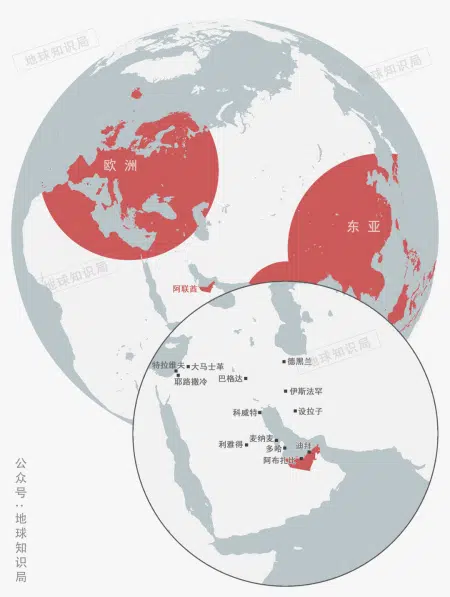 地球知识局
地球知识局
欧洲
东亚
地球知识局
阿联酋
地球知识局
德黑兰
特拉维夫
大马士革
耶路撒冷
巴格达
伊斯法罕
科威特
设拉子
利雅得
麦纳麦
多哈
迪拜
阿布扎比
公众号：地球知识局